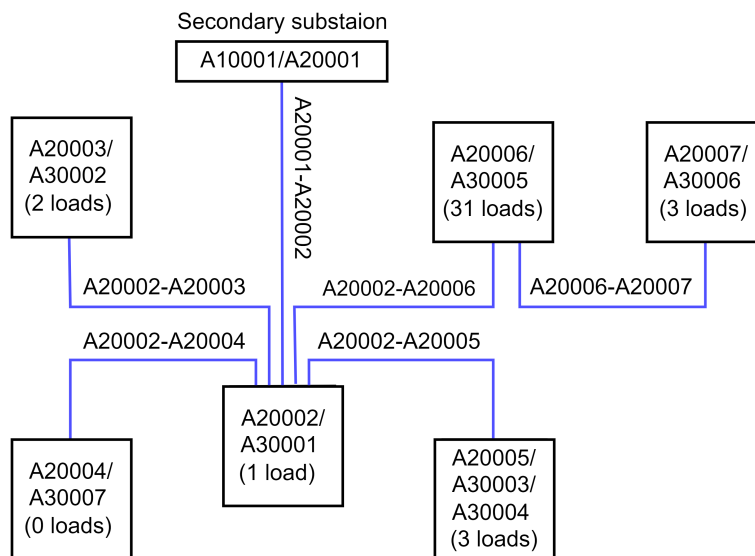 Secondary substaion
A10001/A20001
A20001-A20002
A20003/
A30002
(2 loads)
A20006/
A30005
(31 loads)
A20007/
A30006
(3 loads)
A20002-A20003
A20002-A20006
A20006-A20007
A20002-A20004
A20002-A20005
A20002/
A30001
(1 load)
A20004/
A30007
(0 loads)
A20005/
A30003/
A30004
(3 loads)